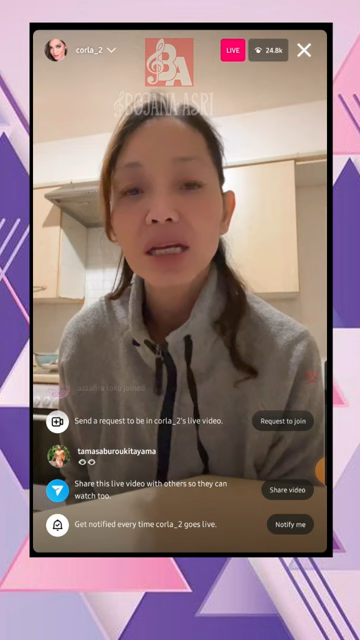 corla_2
LIVE
24.8k
BA
BOJANA ASRI
joined
Send a request to be in corla_2's live video.
Request to join
tamasaburoukitayama
Share this live video with others so they can
watch too.
Share video
Get notified every time corla_2 goes live.
Notify me